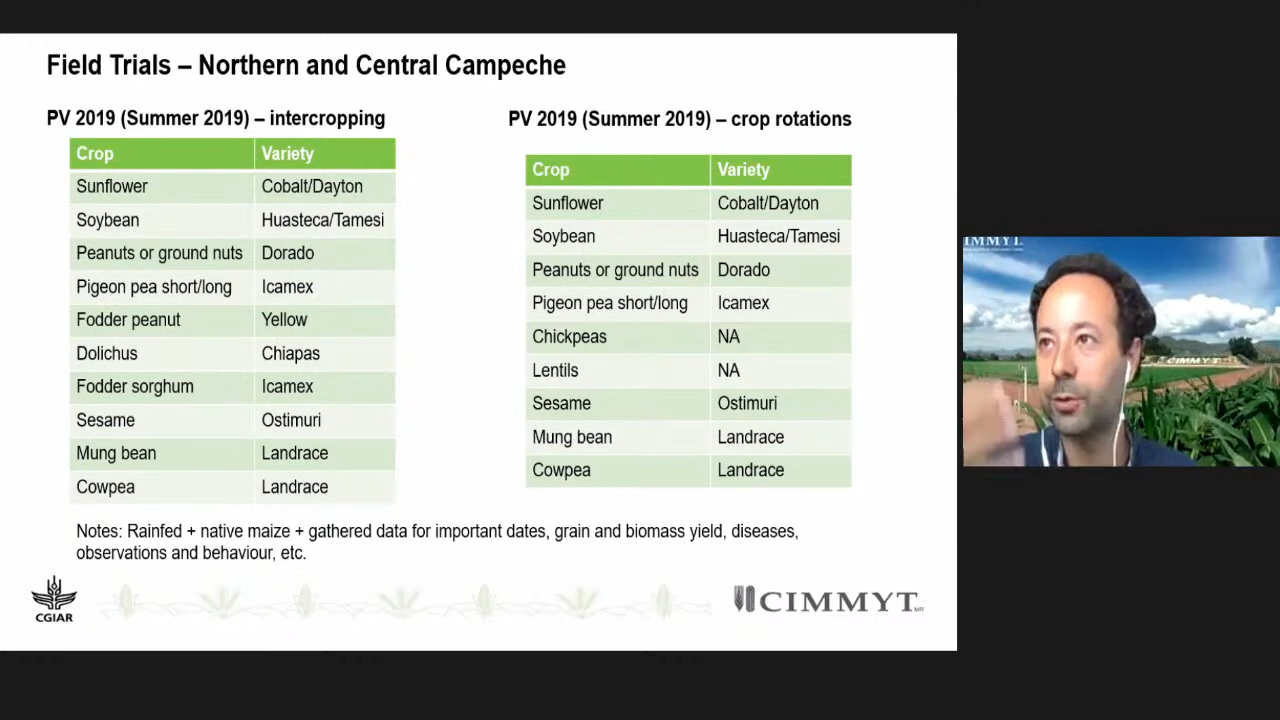 Field Trials – Northern and Central Campeche
PV 2019 (Summer 2019) – intercropping
Crop Variety
Sunflower Cobalt/Dayton
Soybean Huasteca/Tamesi
Peanuts or ground nuts Dorado
Pigeon pea short/long Icamex
Fodder peanut Yellow
Dolichus Chiapas
Fodder sorghum Icamex
Sesame Ostimuri
Mung bean Landrace
Cowpea Landrace
PV 2019 (Summer 2019) – crop rotations
Crop Variety
Sunflower Cobalt/Dayton
Soybean Huasteca/Tamesi
Peanuts or ground nuts Dorado
Pigeon pea short/long Icamex
Chickpeas NA
Lentils NA
Sesame Ostimuri
Mung bean Landrace
Cowpea Landrace
Notes: Rainfed + native maize + gathered data for important dates, grain and biomass yield, diseases,
observations and behaviour, etc.
CGIAR
CIMMYT
CIMMYT